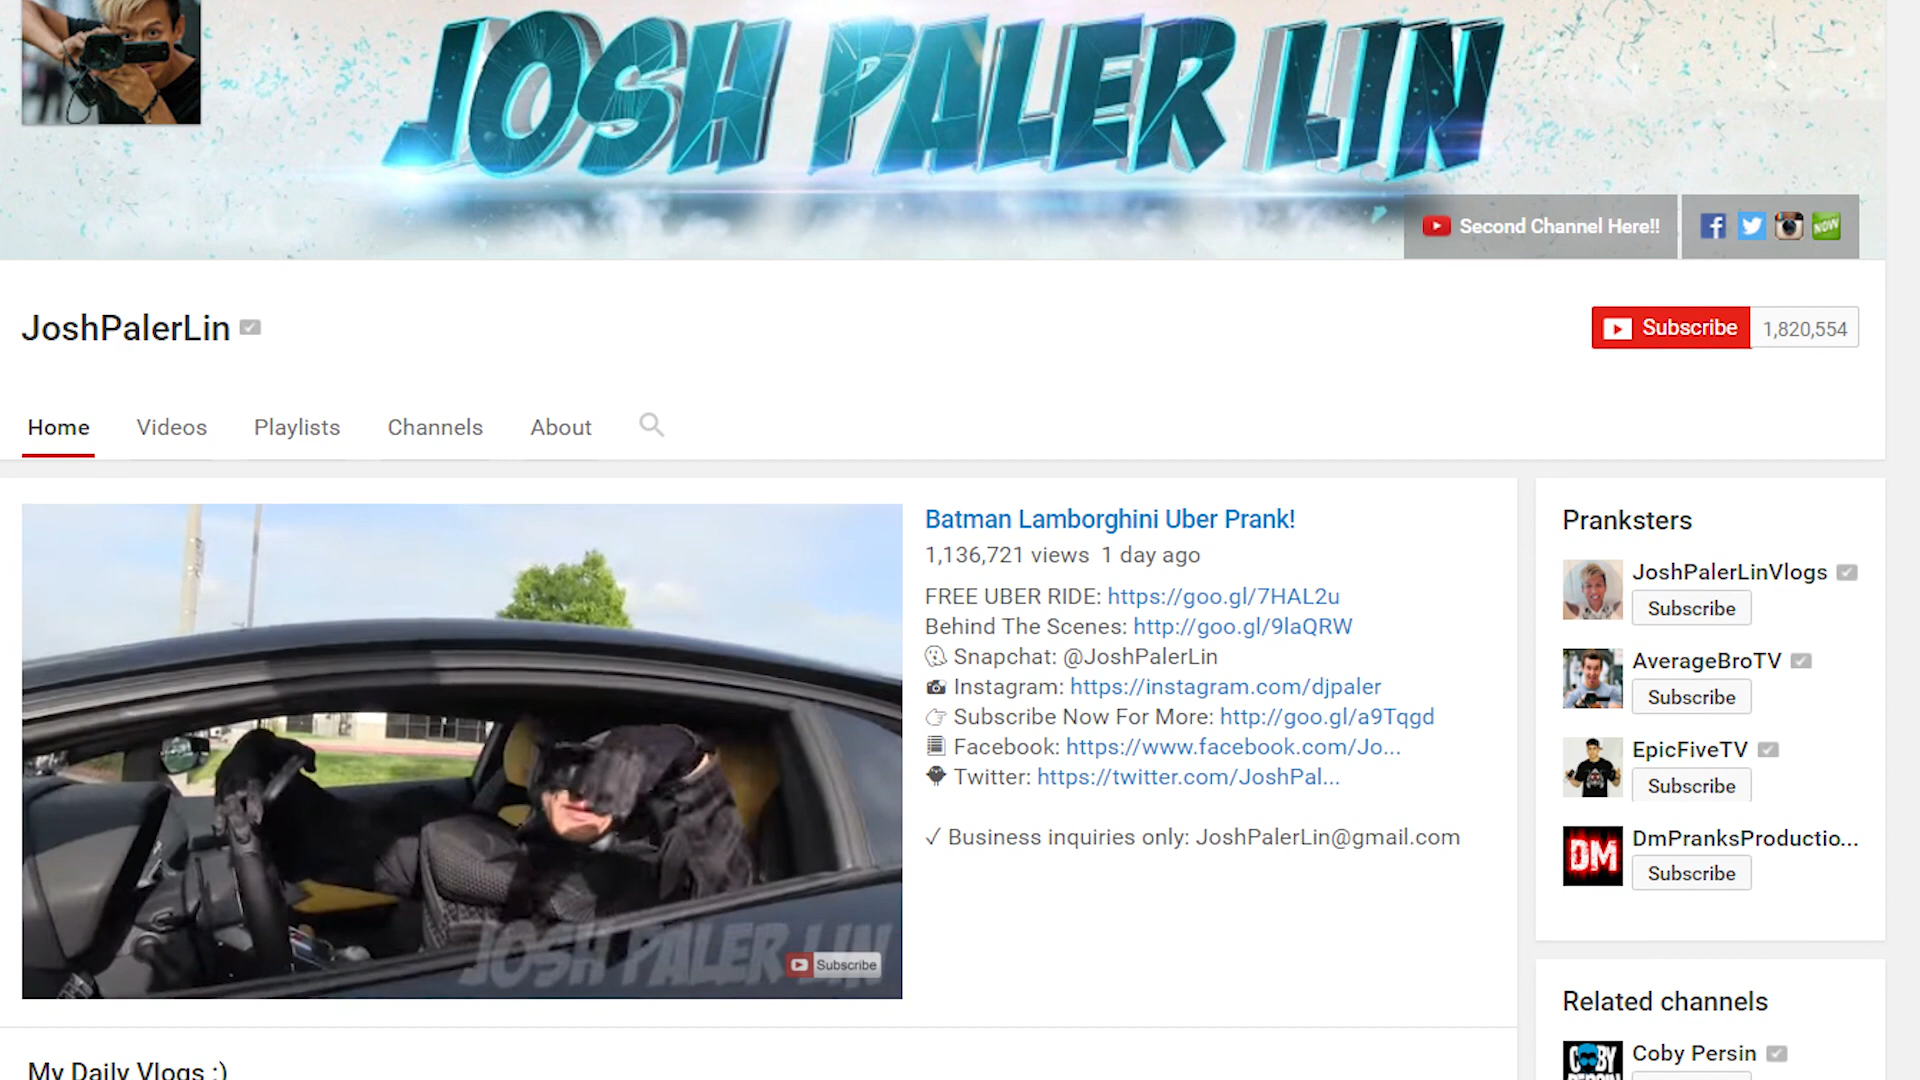 JOSH PALER LIN
Second Channel Here!!
NOW
JoshPalerLin
Subscribe 1,820,554
Home Videos Playlists Channels About
Batman Lamborghini Uber Prank!
1,136,721 views 1 day ago
FREE UBER RIDE: https://goo.gl/7HAL2u
Behind The Scenes: http://goo.gl/9laQRW
Snapchat: @JoshPalerLin
Instagram: https://instagram.com/djpaler
Subscribe Now For More: http://goo.gl/a9Tqgd
Facebook: https://www.facebook.com/Jo...
Twitter: https://twitter.com/JoshPal...
✓ Business inquiries only: JoshPalerLin@gmail.com
JOSH PALER LIN
Subscribe
My Daily Vlogs :)
Pranksters
JoshPalerLinVlogs
Subscribe
AverageBroTV
Subscribe
EpicFiveTV
Subscribe
DM
DmPranksProductio...
Subscribe
Related channels
COBY
PERSIN
Coby Persin